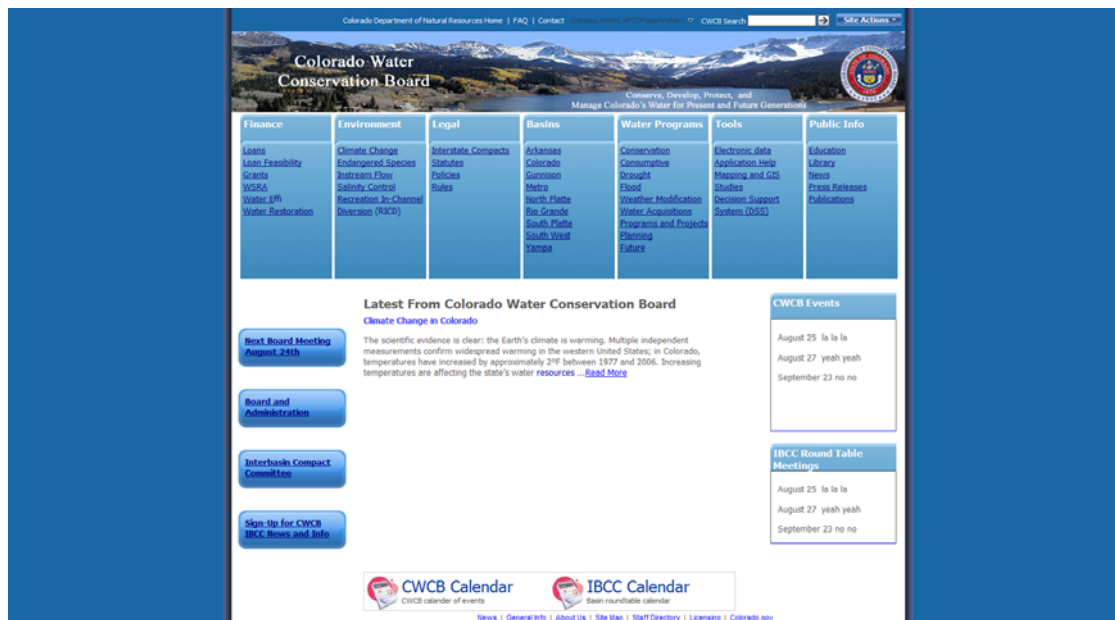 Colorado Department of Natural Resources Home | FAQ | Contact
CWCB Search
Site Actions
Colorado Water
Conservation Board
Conserve, Develop, Protect, and
Manage Colorado's Water for Present and Future Generations
Finance
Loans
Loan Feasibility
Grants
WSRA
Water Effi
Water Restoration
Environment
Climate Change
Endangered Species
Instream Flow
Salinity Control
Recreation In-Channel
Diversion (RICD)
Legal
Interstate Compacts
Statutes
Policies
Rules
Basins
Arkansas
Colorado
Gunnison
Metro
North Platte
Rio Grande
South Platte
South West
Yampa
Water Programs
Conservation
Consumptive
Drought
Flood
Weather Modification
Water Acquisitions
Programs and Projects
Planning
Future
Tools
Electronic data
Application Help
Mapping and GIS
Studies
Decision Support
System (DSS)
Public Info
Education
Library
News
Press Releases
Publications
Next Board Meeting
August 24th
Board and
Administration
Interbasin Compact
Committee
Sign-Up for CWCB
IBCC News and Info
Latest From Colorado Water Conservation Board
Climate Change in Colorado
The scientific evidence is clear: the Earth's climate is warming. Multiple independent
measurements confirm widespread warming in the western United States; in Colorado,
temperatures have increased by approximately 2°F between 1977 and 2006. Increasing
temperatures are affecting the state's water resources ...Read More
CWCB Events
August 25 la la la
August 27 yeah yeah
September 23 no no
IBCC Round Table
Meetings
August 25 la la la
August 27 yeah yeah
September 23 no no
CWCB Calendar
CWCB calander of events
IBCC Calendar
Basin roundtable calendar
News | General Info | About Us | Site Map | Staff Directory | Licensing | Colorado.gov